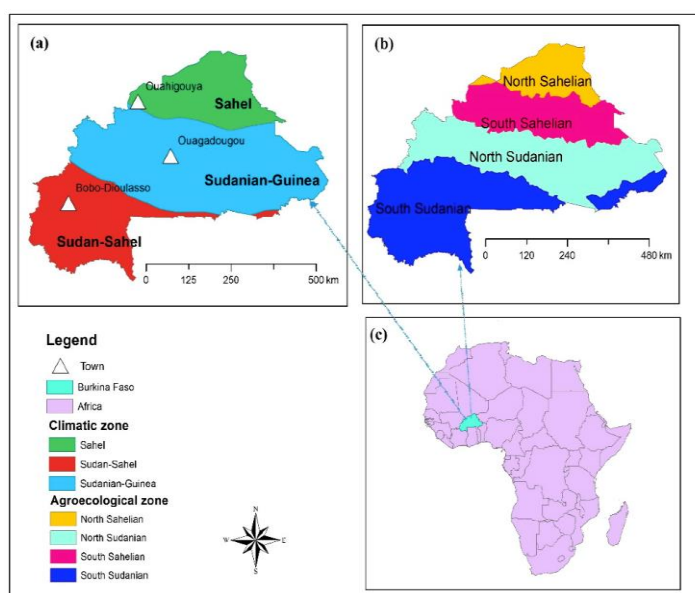 (a)
Ouahigouya
Sahel
Ouagadougou
Sudanian-Guinea
Bobo-Dioulasso
Sudan-Sahel
0 125 250 500 km
(b)
North Sahelian
South Sahelian
North Sudanian
South Sudanian
0 120 240 480 km
Legend
Town
Burkina Faso
Africa
Climatic zone
Sahel
Sudan-Sahel
Sudanian-Guinea
Agroecological zone
North Sahelian
North Sudanian
South Sahelian
South Sudanian
N
W E
S
(c)